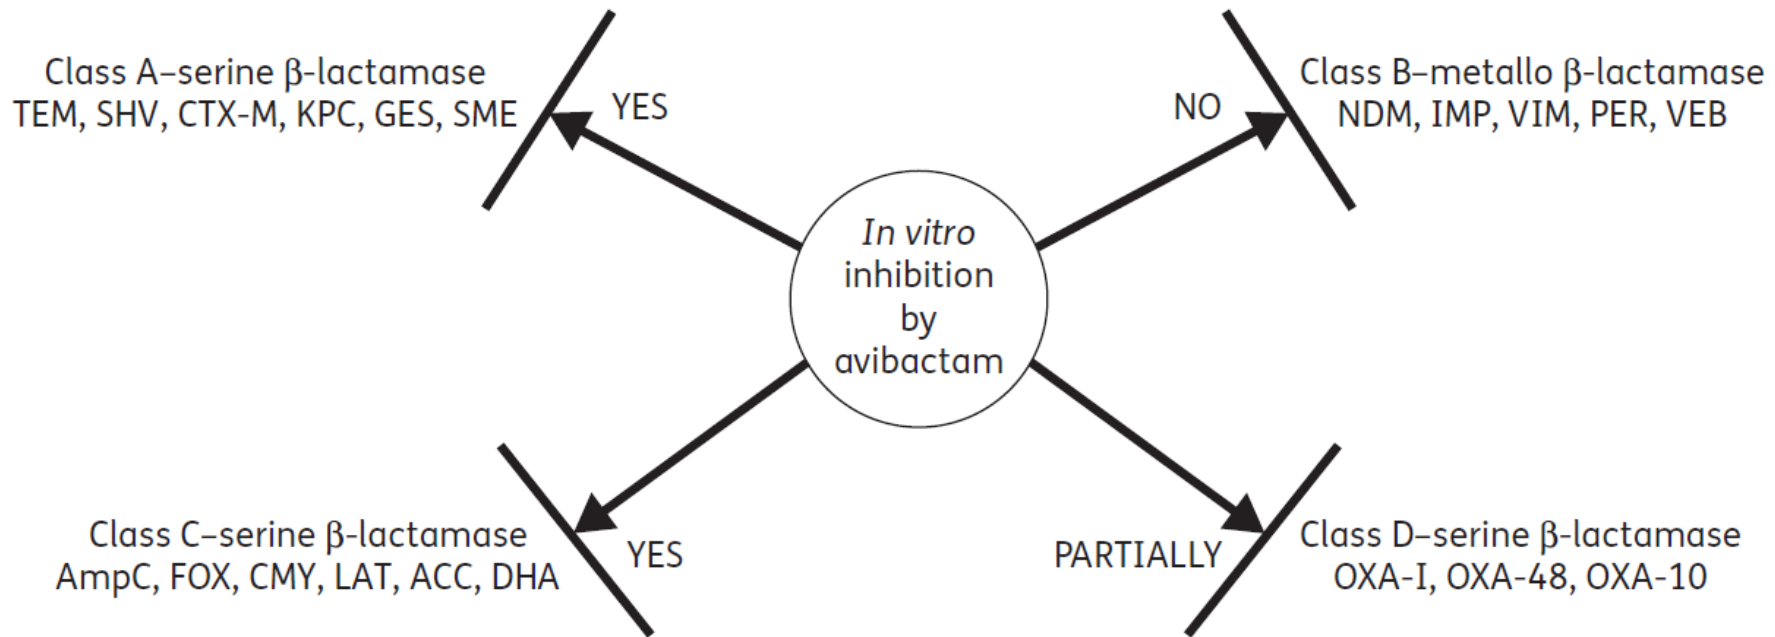 Class A–serine β-lactamase
TEM, SHV, CTX-M, KPC, GES, SME
YES
NO
Class B–metallo β-lactamase
NDM, IMP, VIM, PER, VEB
In vitro
inhibition
by
avibactam
Class C–serine β-lactamase
AmpC, FOX, CMY, LAT, ACC, DHA
YES
PARTIALLY
Class D–serine β-lactamase
OXA-I, OXA-48, OXA-10